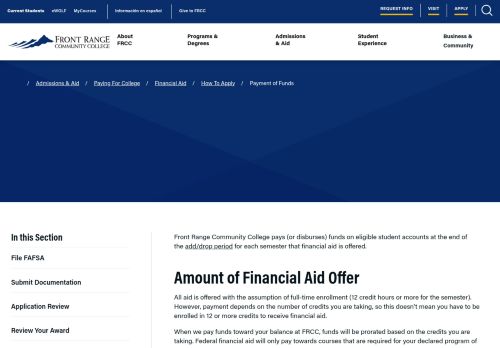 Current Students eWOLF MyCourses Información en español Give to FRCC REQUEST INFO VISIT APPLY
FRONT RANGE
COMMUNITY COLLEGE
About
FRCC
Programs &
Degrees
Admissions
& Aid
Student
Experience
Business &
Community
/ Admissions & Aid / Paying For College / Financial Aid / How To Apply / Payment of Funds
In this Section
File FAFSA
Submit Documentation
Application Review
Review Your Award
Front Range Community College pays (or disburses) funds on eligible student accounts at the end of
the add/drop period for each semester that financial aid is offered.
Amount of Financial Aid Offer
All aid is offered with the assumption of full-time enrollment (12 credit hours or more for the semester).
However, payment depends on the number of credits you are taking, so this doesn't mean you have to be
enrolled in 12 or more credits to receive financial aid.
When we pay funds toward your balance at FRCC, funds will be prorated based on the credits you are
taking. Federal financial aid will only pay towards courses that are required for your declared program of